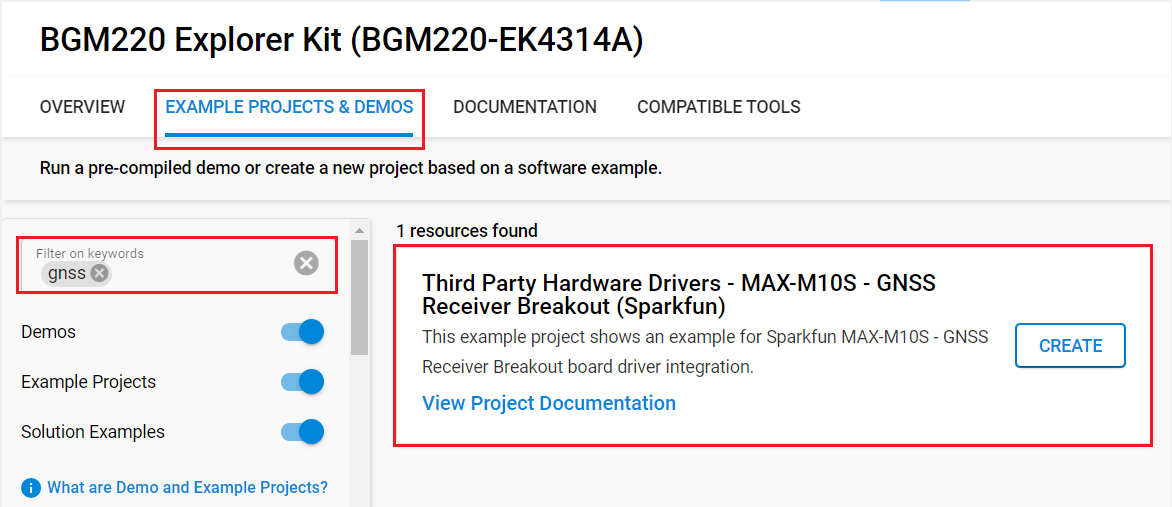 BGM220 Explorer Kit (BGM220-EK4314A)
OVERVIEW EXAMPLE PROJECTS & DEMOS DOCUMENTATION COMPATIBLE TOOLS
Run a pre-compiled demo or create a new project based on a software example.
Filter on keywords
gnss
Demos
Example Projects
Solution Examples
What are Demo and Example Projects?
1 resources found
Third Party Hardware Drivers - MAX-M10S - GNSS
Receiver Breakout (Sparkfun)
This example project shows an example for Sparkfun MAX-M10S - GNSS
Receiver Breakout board driver integration.
View Project Documentation
CREATE